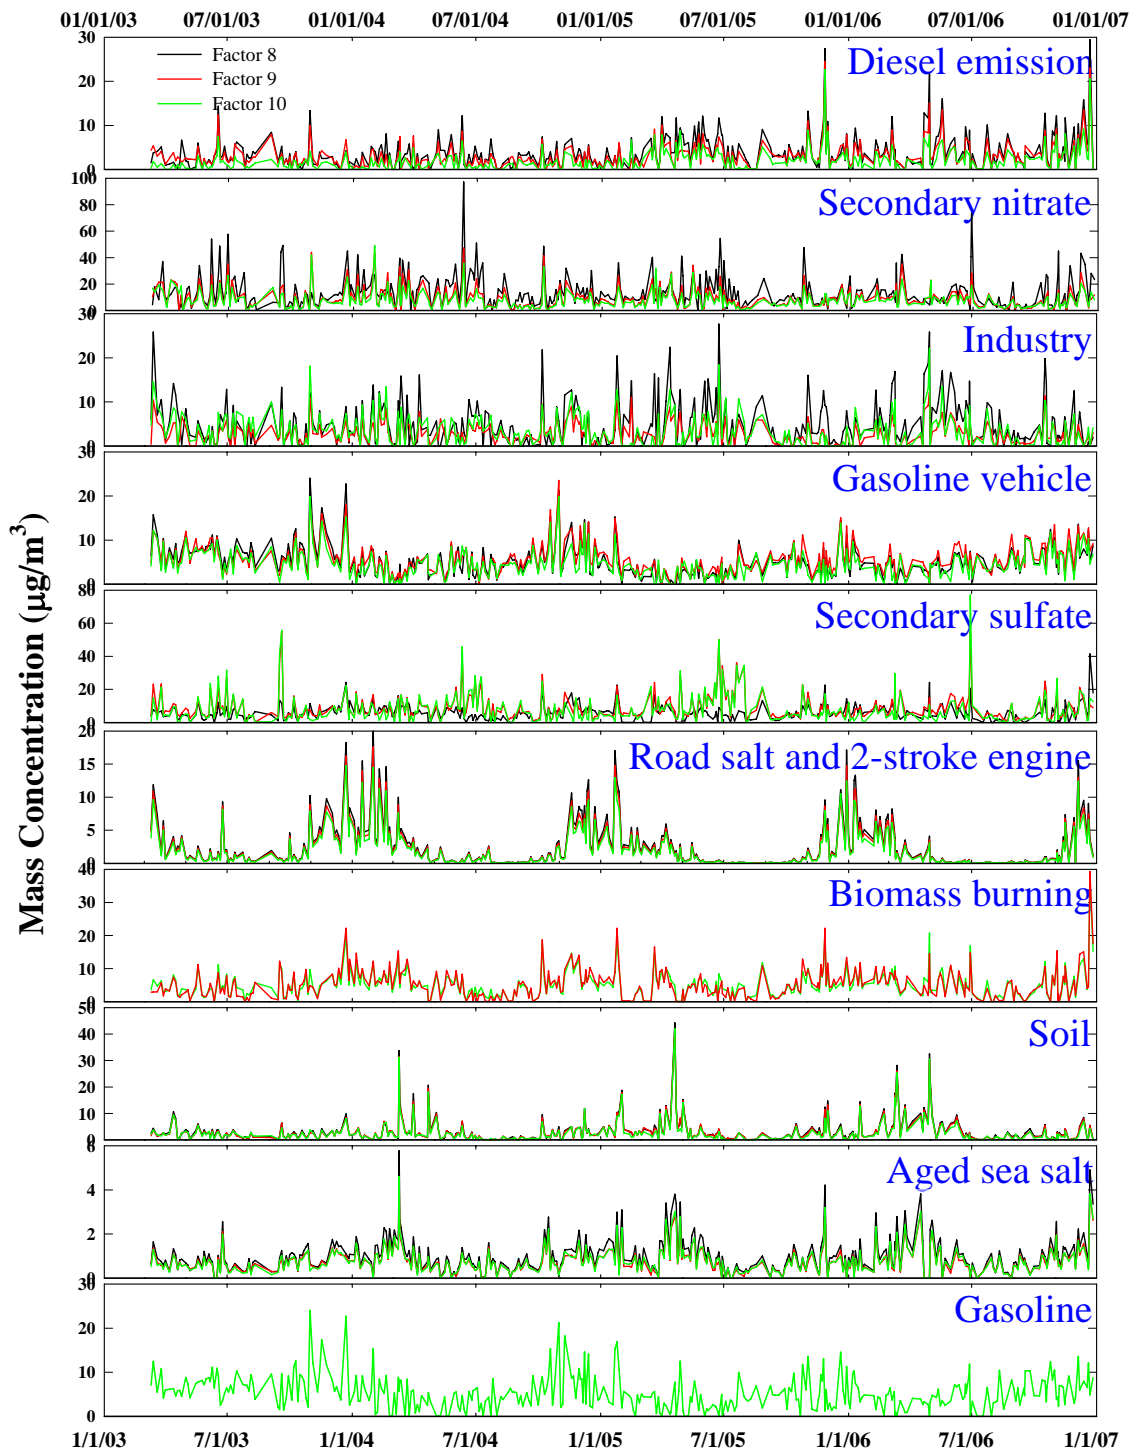 01/01/03 07/01/03 01/01/04 07/01/04 01/01/05 07/01/05 01/01/06 07/01/06 01/01/07
Mass Concentration (μg/m³)
30
20
10
0
Factor 8
Factor 9
Factor 10
Diesel emission
100
80
60
40
20
0
Secondary nitrate
30
20
10
0
Industry
30
20
10
0
Gasoline vehicle
80
60
40
20
0
Secondary sulfate
20
15
10
5
0
Road salt and 2-stroke engine
40
30
20
10
0
Biomass burning
50
40
30
20
10
0
Soil
6
4
2
0
Aged sea salt
30
20
10
0
Gasoline
1/1/03 7/1/03 1/1/04 7/1/04 1/1/05 7/1/05 1/1/06 7/1/06 1/1/07